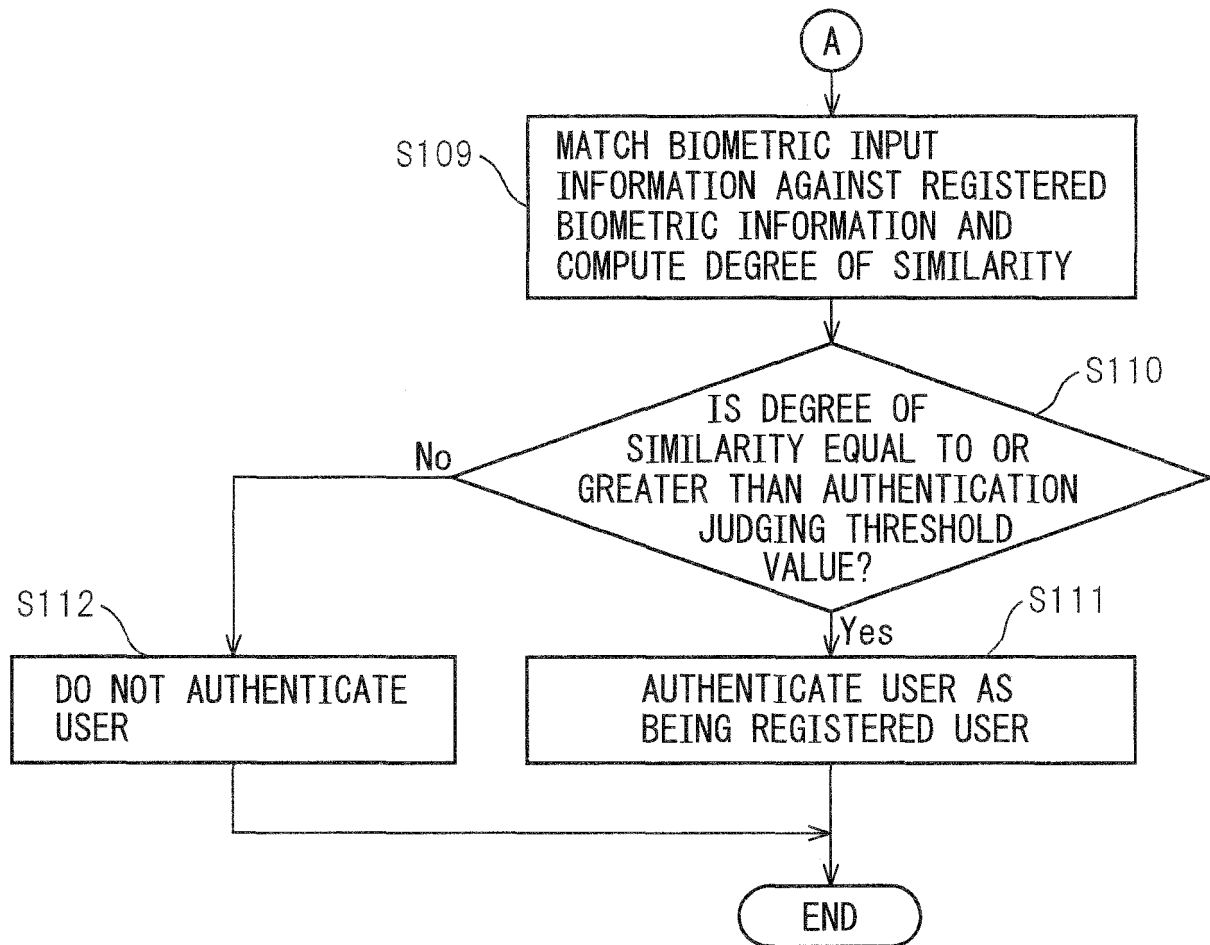 A
S109
MATCH BIOMETRIC INPUT
INFORMATION AGAINST REGISTERED
BIOMETRIC INFORMATION AND
COMPUTE DEGREE OF SIMILARITY
S110
IS DEGREE OF
SIMILARITY EQUAL TO OR
GREATER THAN AUTHENTICATION
JUDGING THRESHOLD
VALUE?
No
Yes
S112
DO NOT AUTHENTICATE
USER
S111
AUTHENTICATE USER AS
BEING REGISTERED USER
END